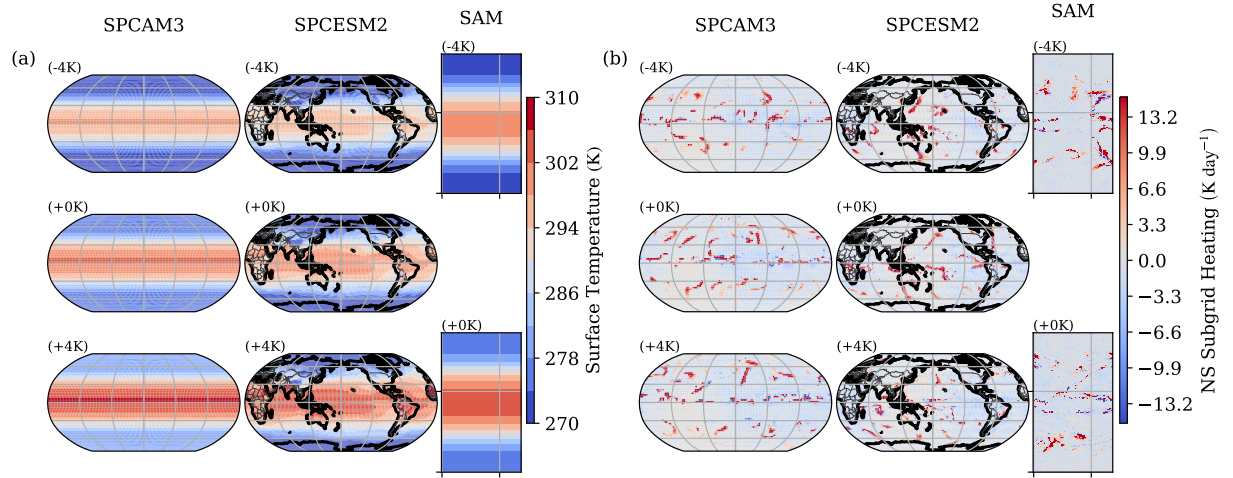 SPCAM3
SPCESM2
SAM
(a)
(-4K)
(-4K)
(-4K)
(+0K)
(+0K)
(+4K)
(+4K)
(+0K)
310
302
294
286
278
270
Surface Temperature (K)
SPCAM3
SPCESM2
SAM
(b)
(-4K)
(-4K)
(-4K)
(+0K)
(+0K)
(+4K)
(+4K)
(+0K)
13.2
9.9
6.6
3.3
0.0
−3.3
−6.6
−9.9
−13.2
NS Subgrid Heating (K day⁻¹)